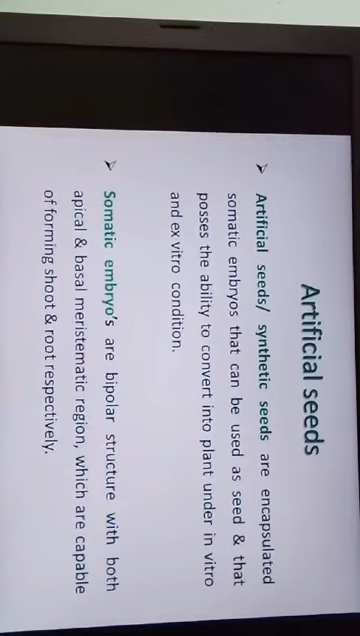 Artificial seeds
➢ Artificial seeds/ synthetic seeds are encapsulated
somatic embryos that can be used as seed & that
posses the ability to convert into plant under in vitro
and ex vitro condition.
➢ Somatic embryo's are bipolar structure with both
apical & basal meristematic region, which are capable
of forming shoot & root respectively.